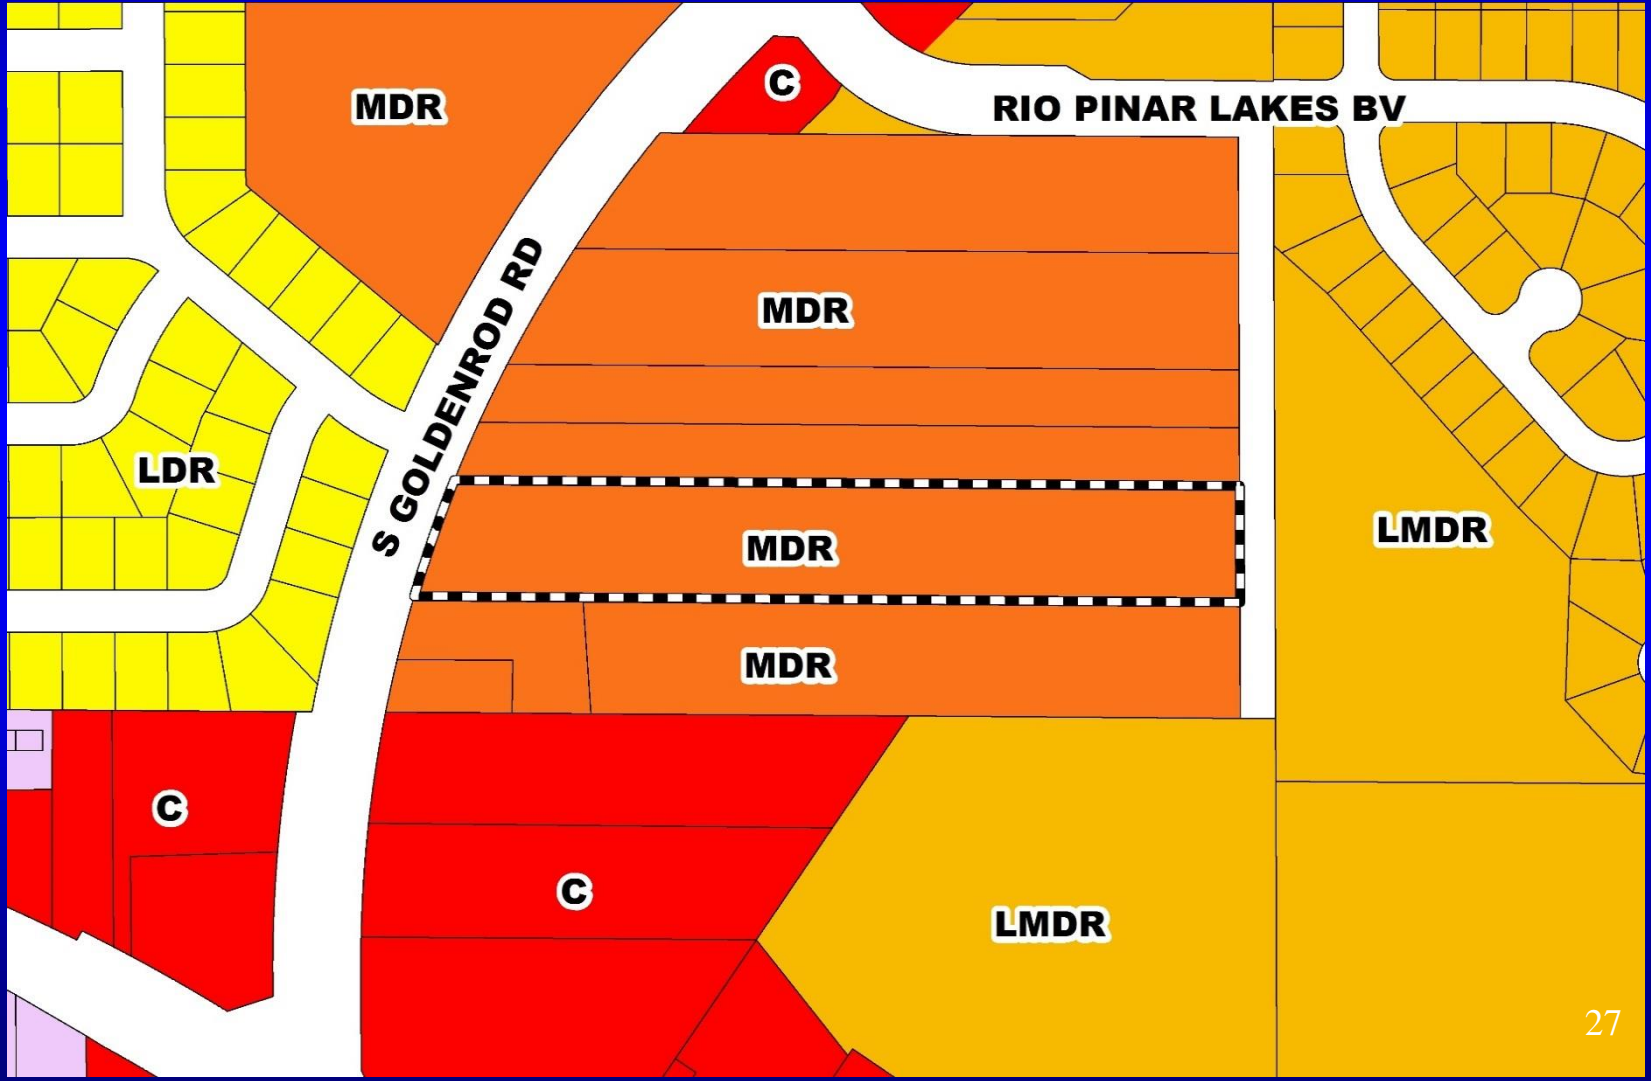 C
MDR
RIO PINAR LAKES BV
MDR
S GOLDENROD RD
LDR
LMDR
MDR
MDR
C
C
LMDR
27